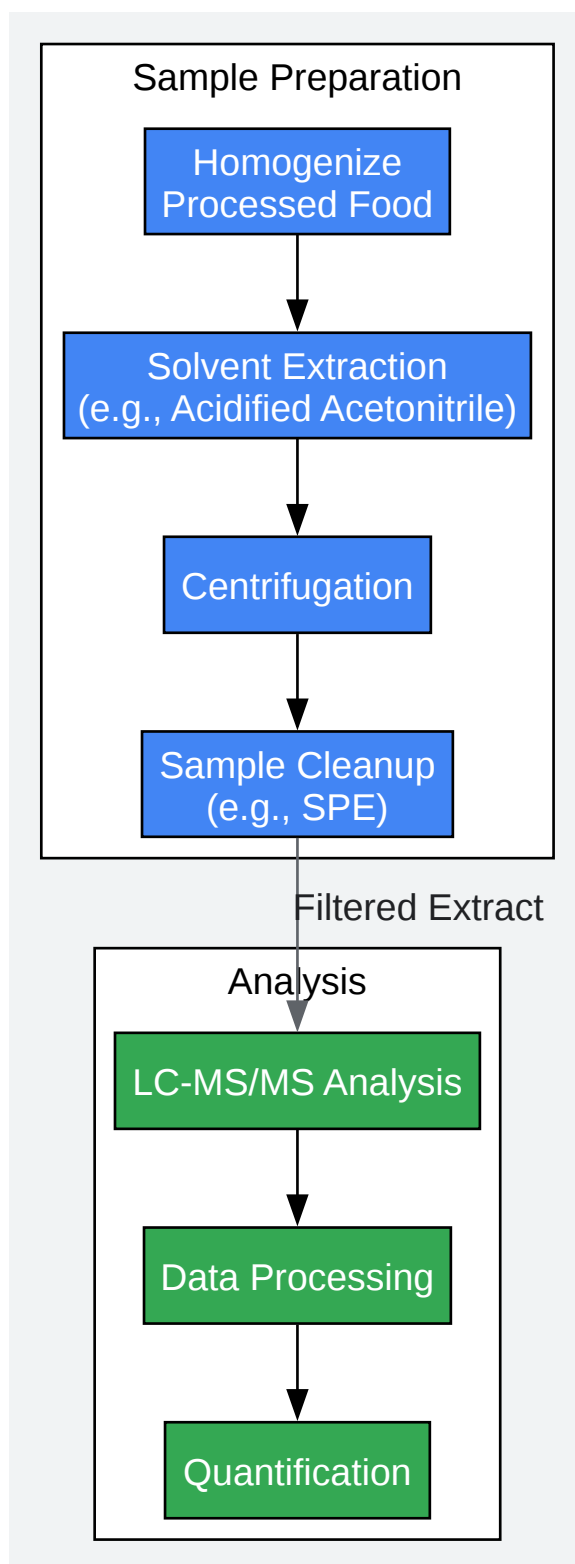 Sample Preparation
Homogenize
Processed Food
Solvent Extraction
(e.g., Acidified Acetonitrile)
Centrifugation
Sample Cleanup
(e.g., SPE)
Filtered Extract
Analysis
LC-MS/MS Analysis
Data Processing
Quantification